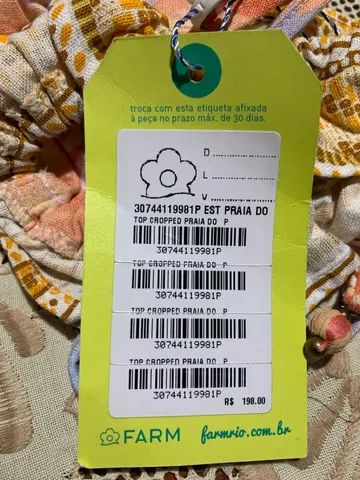 troca com esta etiqueta afixada
à peça no prazo máx. de 30 dias.
D
L
V
30744119981P EST PRAIA DO
TOP CROPPED PRAIA DO P
30744119981P
TOP CROPPED PRAIA DO P
30744119981P
TOP CROPPED PRAIA DO P
30744119981P
TOP CROPPED PRAIA DO P
30744119981P
R$ 198.00
FARM farmrio.com.br